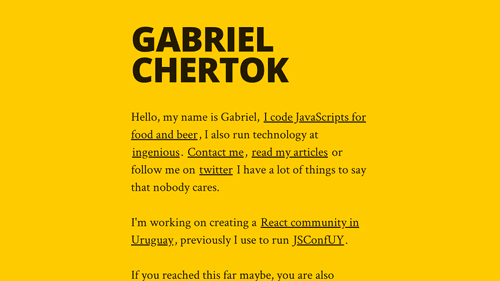 GABRIEL
CHERTOK
Hello, my name is Gabriel, I code JavaScripts for
food and beer, I also run technology at
ingenious. Contact me, read my articles or
follow me on twitter I have a lot of things to say
that nobody cares.
I'm working on creating a React community in
Uruguay, previously I use to run JSConfUY.
If you reached this far maybe, you are also